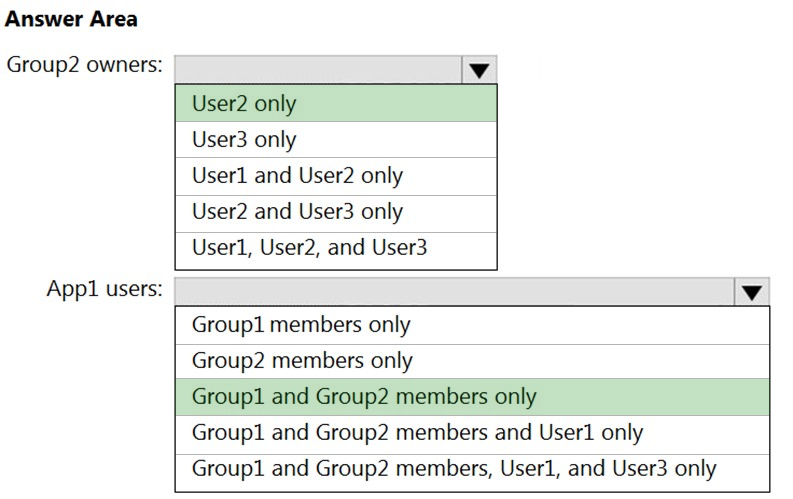 Answer Area
Group2 owners:
User2 only
User3 only
User1 and User2 only
User2 and User3 only
User1, User2, and User3
App1 users:
Group1 members only
Group2 members only
Group1 and Group2 members only
Group1 and Group2 members and User1 only
Group1 and Group2 members, User1, and User3 only